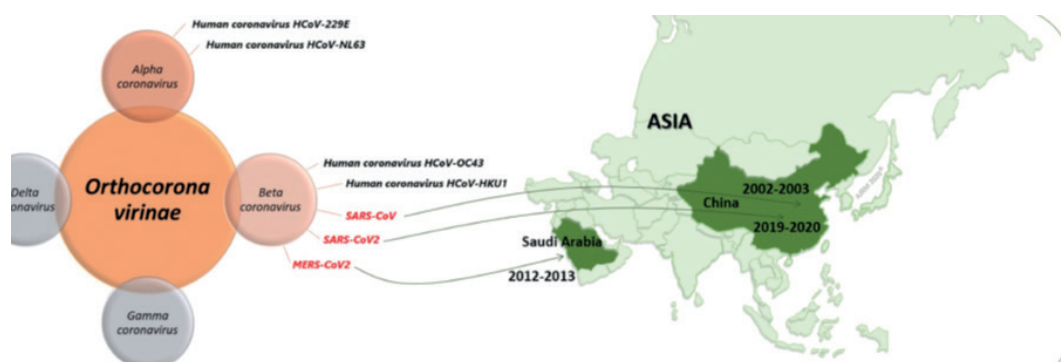 Human coronavirus HCoV-229E
Human coronavirus HCoV-NL63
Alpha
coronavirus
Orthocorona
virinae
Delta
oronavirus
Beta
coronavirus
Gamma
coronavirus
Human coronavirus HCoV-OC43
Human coronavirus HCoV-HKU1
SARS-CoV
SARS-CoV2
MERS-CoV2
ASIA
2002-2003
China
2019-2020
Saudi Arabia
2012-2013